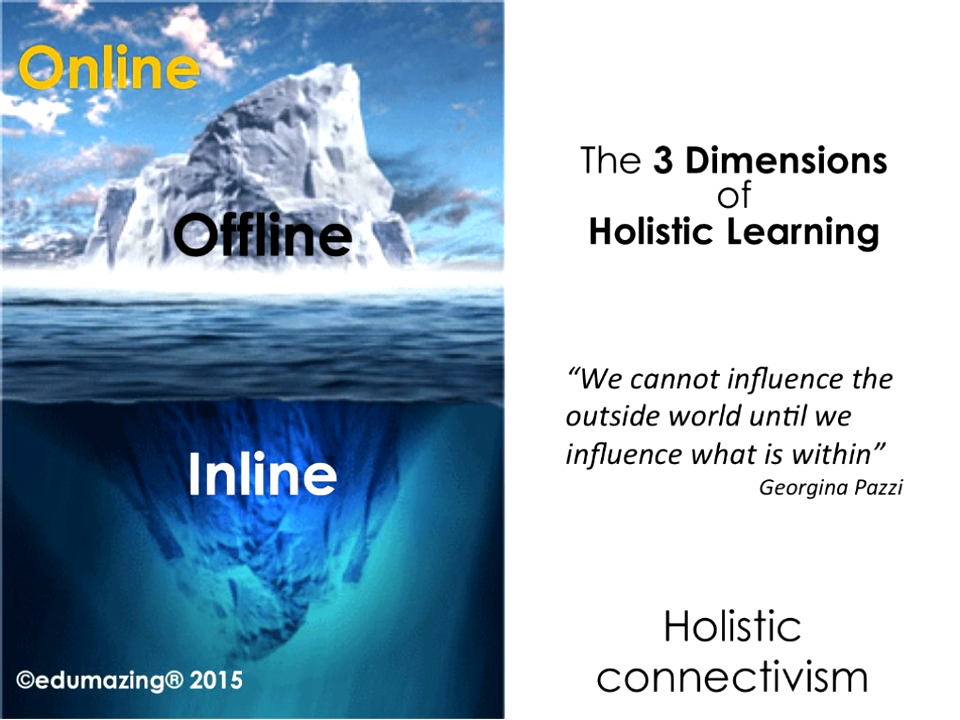 Online
Offline
Inline
©edumazing® 2015
The 3 Dimensions
of
Holistic Learning
“We cannot influence the
outside world until we
influence what is within”
Georgina Pazzi
Holistic
connectivism